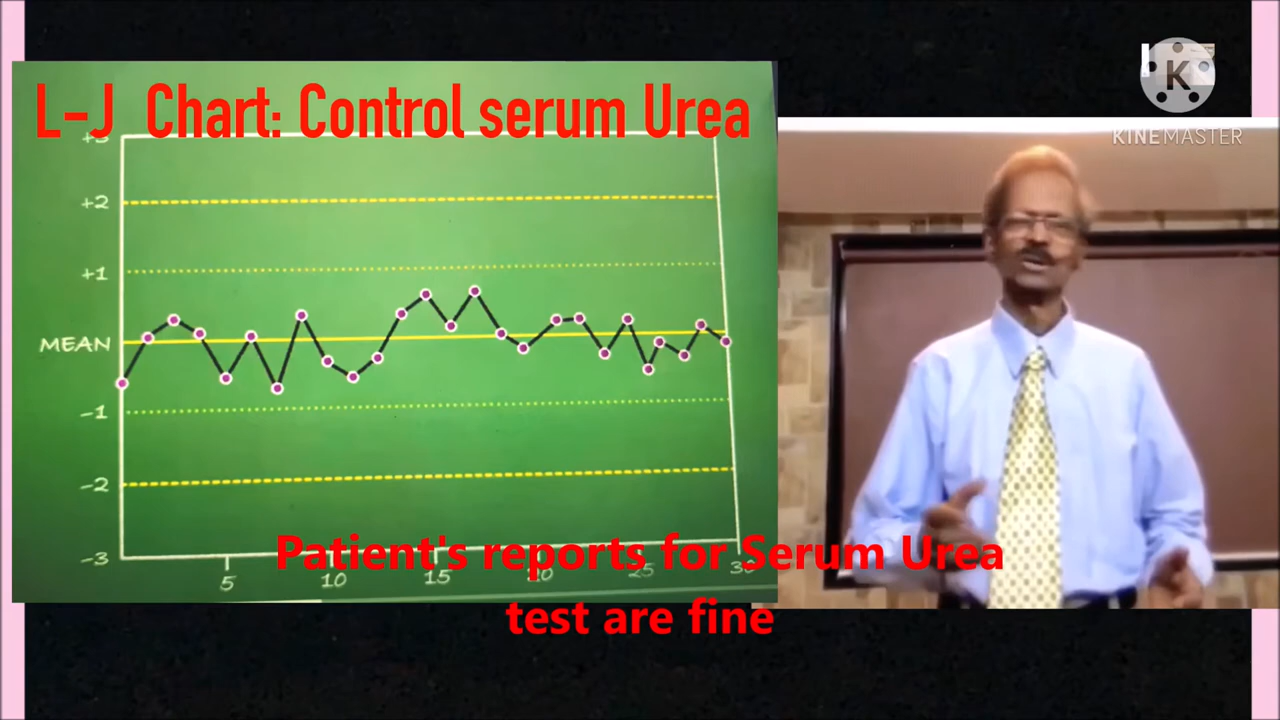 L-J Chart: Control serum Urea
+3
+2
+1
MEAN
-1
-2
-3
5 10 15 20 25 30
K
KINEMASTER
Patient's reports for Serum Urea
test are fine